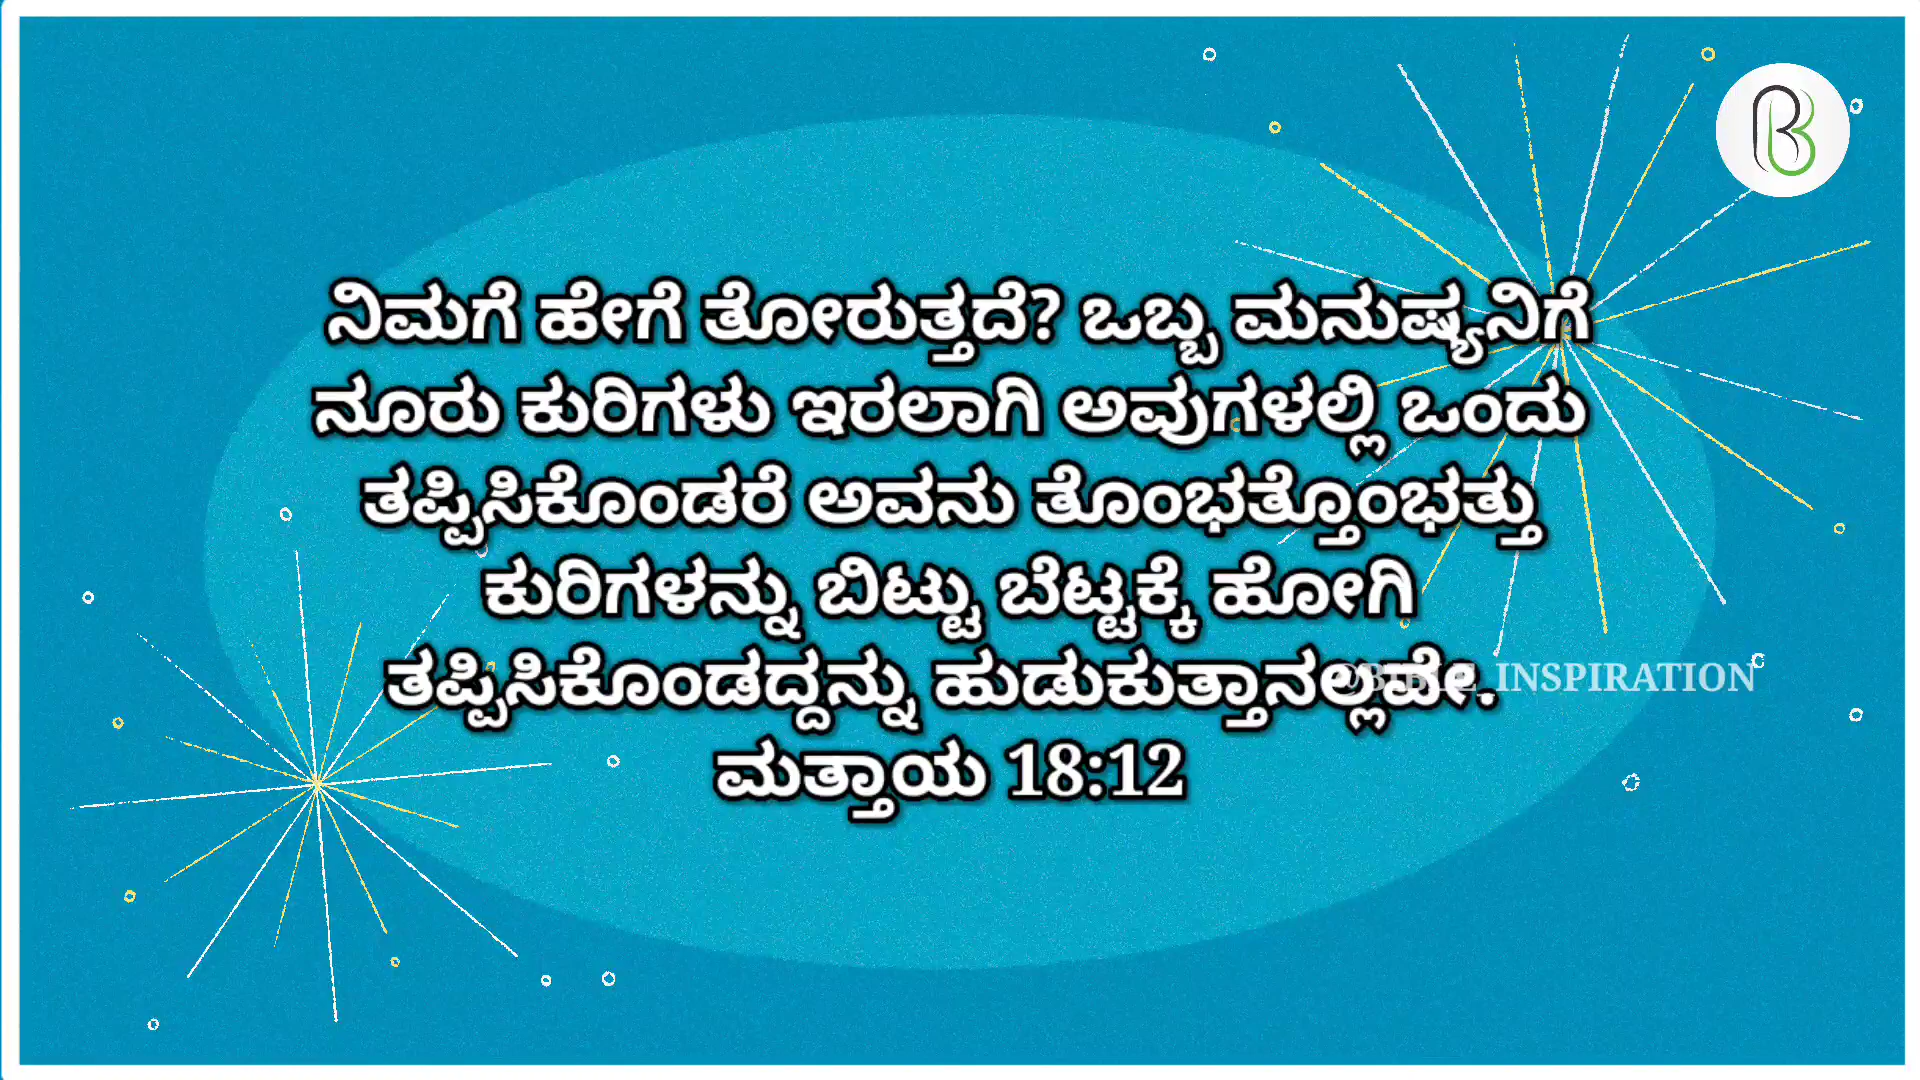 ನಿಮಗೆ ಹೇಗೆ ತೋರುತ್ತದೆ? ಒಬ್ಬ ಮನುಷ್ಯನಿಗೆ
ನೂರು ಕುರಿಗಳು ಇರಲಾಗಿ ಅವುಗಳಲ್ಲಿ ಒಂದು
ತಪ್ಪಿಸಿಕೊಂಡರೆ ಅವನು ತೊಂಭತ್ತೊಂಭತ್ತು
ಕುರಿಗಳನ್ನು ಬಿಟ್ಟು ಬೆಟ್ಟಕ್ಕೆ ಹೋಗಿ
ತಪ್ಪಿಸಿಕೊಂಡದ್ದನ್ನು ಹುಡುಕುತ್ತಾನಲ್ಲವೇ.
©BIBLE_INSPIRATION
ಮತ್ತಾಯ 18:12